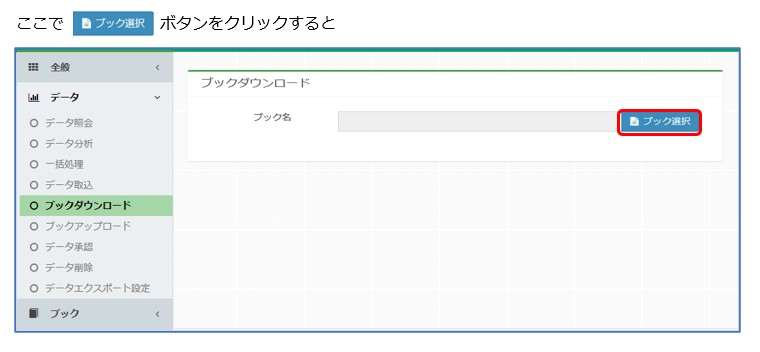 ここで ブック選択 ボタンをクリックすると
全般
データ
データ照会
データ分析
一括処理
データ取込
ブックダウンロード
ブックアップロード
データ承認
データ削除
データエクスポート設定
ブック
ブックダウンロード
ブック名 ブック選択